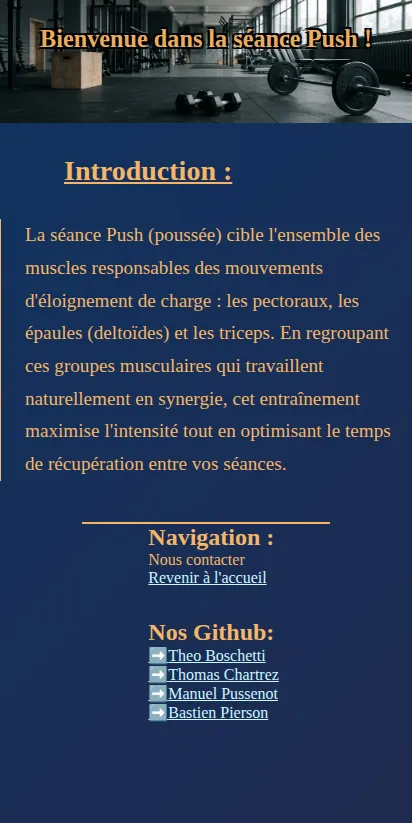 Bienvenue dans la séance Push !
Introduction :
La séance Push (poussée) cible l'ensemble des
muscles responsables des mouvements
d'éloignement de charge : les pectoraux, les
épaules (deltoïdes) et les triceps. En regroupant
ces groupes musculaires qui travaillent
naturellement en synergie, cet entraînement
maximise l'intensité tout en optimisant le temps
de récupération entre vos séances.
Navigation :
Nous contacter
Revenir à l'accueil
Nos Github:
➡️Theo Boschetti
➡️Thomas Chartrez
➡️Manuel Pussenot
➡️Bastien Pierson